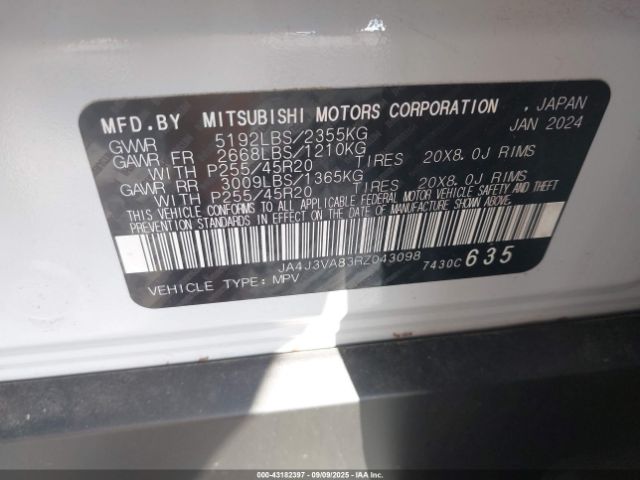 MFD.BY MITSUBISHI MOTORS CORPORATION , JAPAN
GVWR 5192LBS/2355KG JAN 2024
GAWR FR 2668LBS/1210KG
WITH P255/45R20 TIRES 20X8.0J RIMS
GAWR RR 3009LBS/1365KG
WITH P255/45R20 TIRES 20X8.0J RIMS
THIS VEHICLE CONFORMS TO ALL APPLICABLE FEDERAL MOTOR VEHICLE SAFETY AND THEFT
PREVENTION STANDARDS IN EFFECT ON THE DATE OF MANUFACTURE SHOWN ABOVE.
JA4J3VA83RZ043098 7430C 635
VEHICLE TYPE: MPV
000-43182397 - 09/09/2025 - IAA Inc.